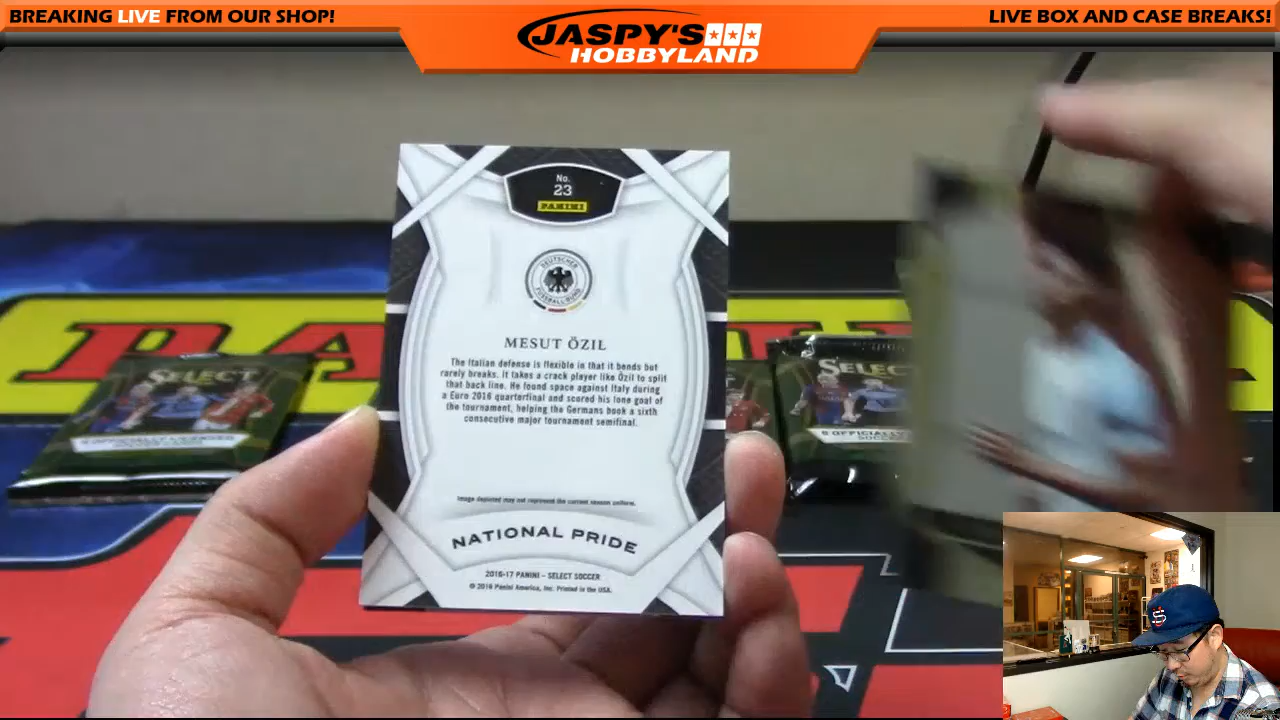 BREAKING LIVE FROM OUR SHOP!
JASPY'S
HOBBYLAND
LIVE BOX AND CASE BREAKS!
No.
23
PANINI
DEUTSCHER
FUSSBALL-BUND
MESUT ÖZIL
The Italian defense is flexible in that it bends but
rarely breaks. It takes a crack player like Özil to split
that back line. He found space against Italy during
a Euro 2016 quarterfinal and scored his lone goal of
the tournament, helping the Germans book a sixth
consecutive major tournament semifinal.
Image depicted may not represent the current season uniform.
NATIONAL PRIDE
2016-17 PANINI – SELECT SOCCER
© 2016 Panini America, Inc. Printed in the USA.
SELECT
OFFICIALLY LICENSED
SELECT
6 OFFICIALLY
SOCCER